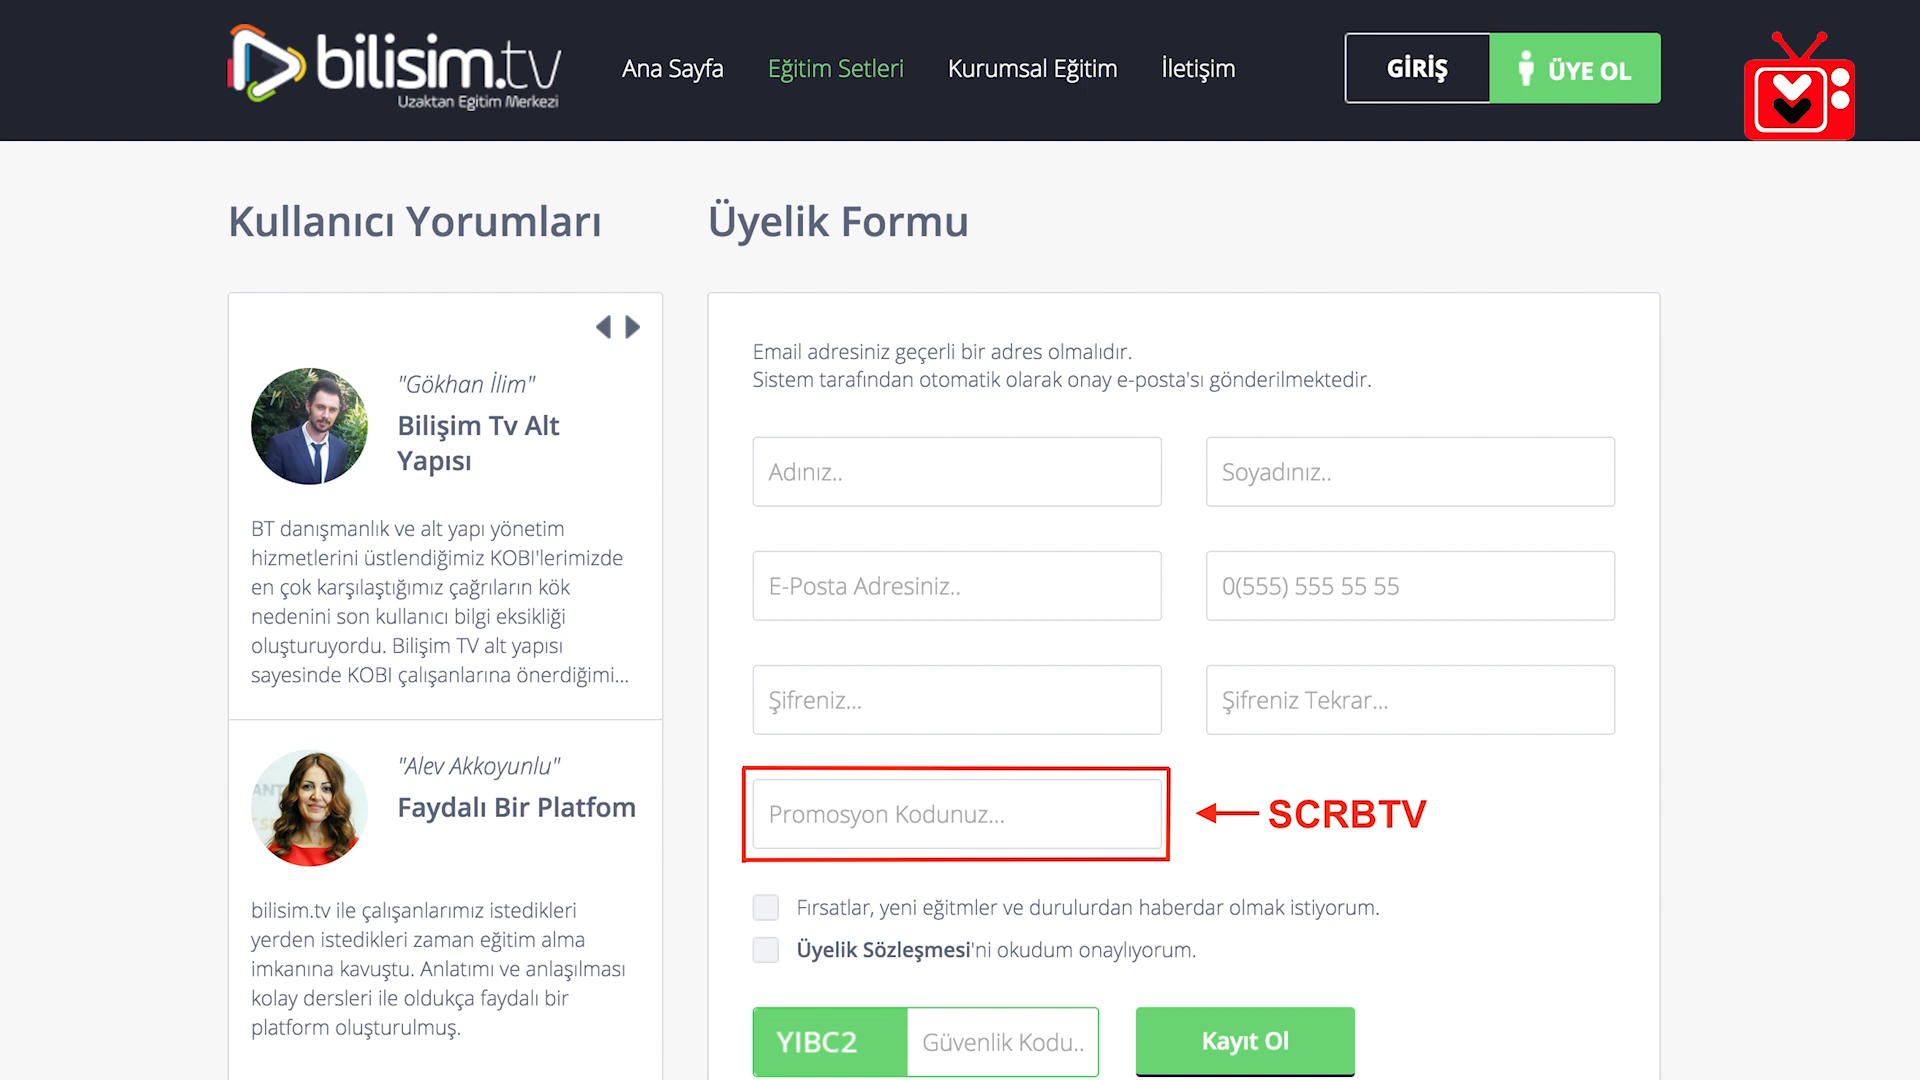 bilisim.tv
Uzaktan Egitim Merkezi
Ana Sayfa
Eğitim Setleri
Kurumsal Eğitim
İletişim
GİRİŞ
ÜYE OL
Kullanıcı Yorumları
"Gökhan İlim"
Bilişim Tv Alt
Yapısı
BT danışmanlık ve alt yapı yönetim
hizmetlerini üstlendiğimiz KOBI'lerimizde
en çok karşılaştığımız çağrıların kök
nedenini son kullanıcı bilgi eksikliği
oluşturuyordu. Bilişim TV alt yapısı
sayesinde KOBI çalışanlarına önerdiğimi...
"Alev Akkoyunlu"
Faydalı Bir Platfom
bilisim.tv ile çalışanlarımız istedikleri
yerden istedikleri zaman eğitim alma
imkanına kavuştu. Anlatımı ve anlaşılması
kolay dersleri ile oldukça faydalı bir
platform oluşturulmuş.
Üyelik Formu
Email adresiniz geçerli bir adres olmalıdır.
Sistem tarafından otomatik olarak onay e-posta'sı gönderilmektedir.
Adınız..
Soyadınız..
E-Posta Adresiniz..
0(555) 555 55 55
Şifreniz...
Şifreniz Tekrar...
Promosyon Kodunuz...
SCRBTV
Fırsatlar, yeni eğitmler ve durulurdan haberdar olmak istiyorum.
Üyelik Sözleşmesi'ni okudum onaylıyorum.
YIBC2
Güvenlik Kodu..
Kayıt Ol